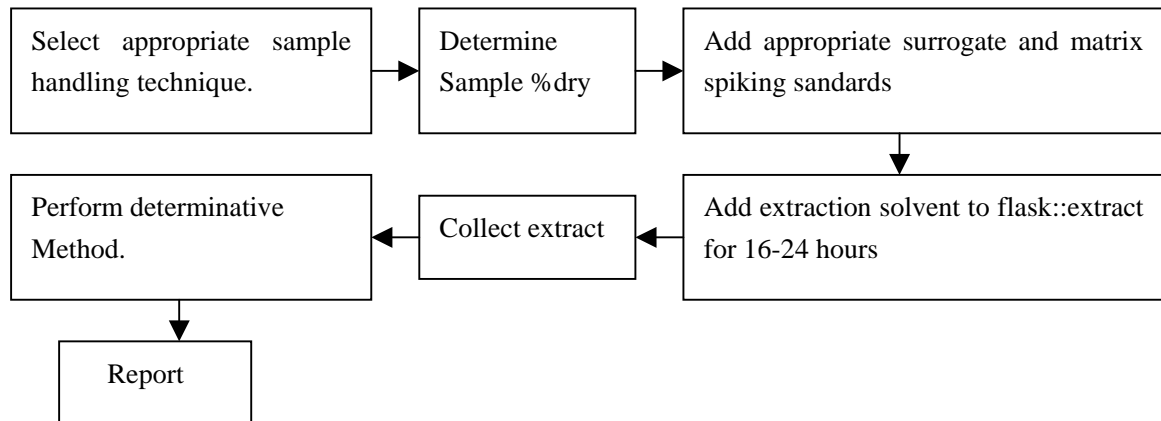 Select appropriate sample
handling technique.
Determine
Sample %dry
Add appropriate surrogate and matrix
spiking sandards
Add extraction solvent to flask::extract
for 16-24 hours
Collect extract
Perform determinative
Method.
Report